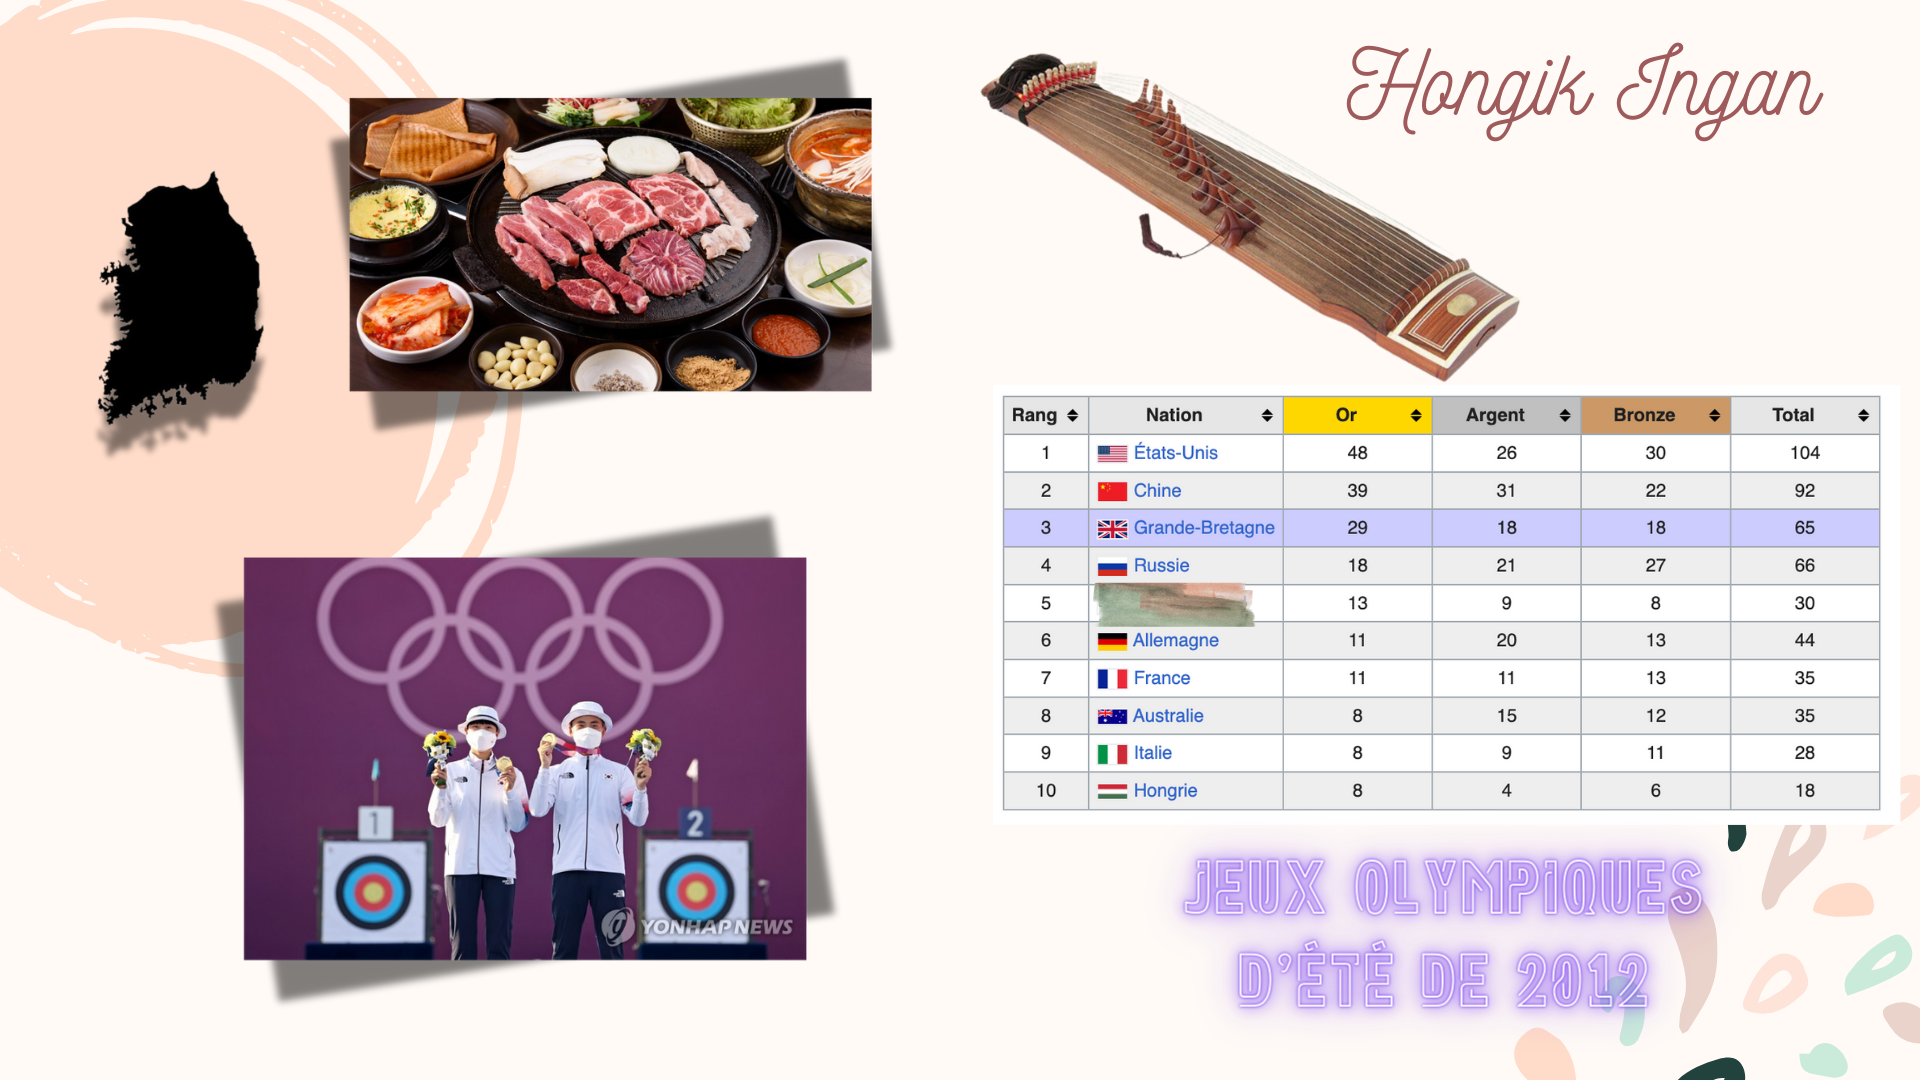 Hongik Ingan
Rang Nation Or Argent Bronze Total
1 États-Unis 48 26 30 104
2 Chine 39 31 22 92
3 Grande-Bretagne 29 18 18 65
4 Russie 18 21 27 66
5 13 9 8 30
6 Allemagne 11 20 13 44
7 France 11 11 13 35
8 Australie 8 15 12 35
9 Italie 8 9 11 28
10 Hongrie 8 4 6 18
1 2
YONHAP NEWS
JEUX OLYMPIQUES
D'ÉTÉ DE 2012